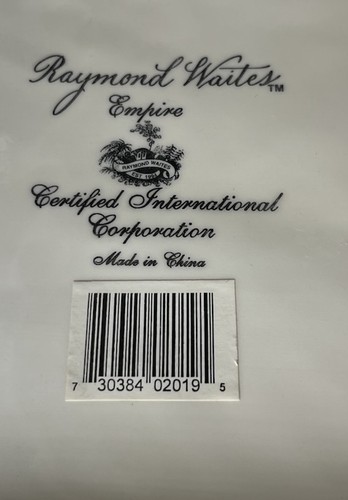 Raymond Waites™
Empire
RAYMOND WAITES
Certified International
Corporation
Made in China
7 30384 02019 5